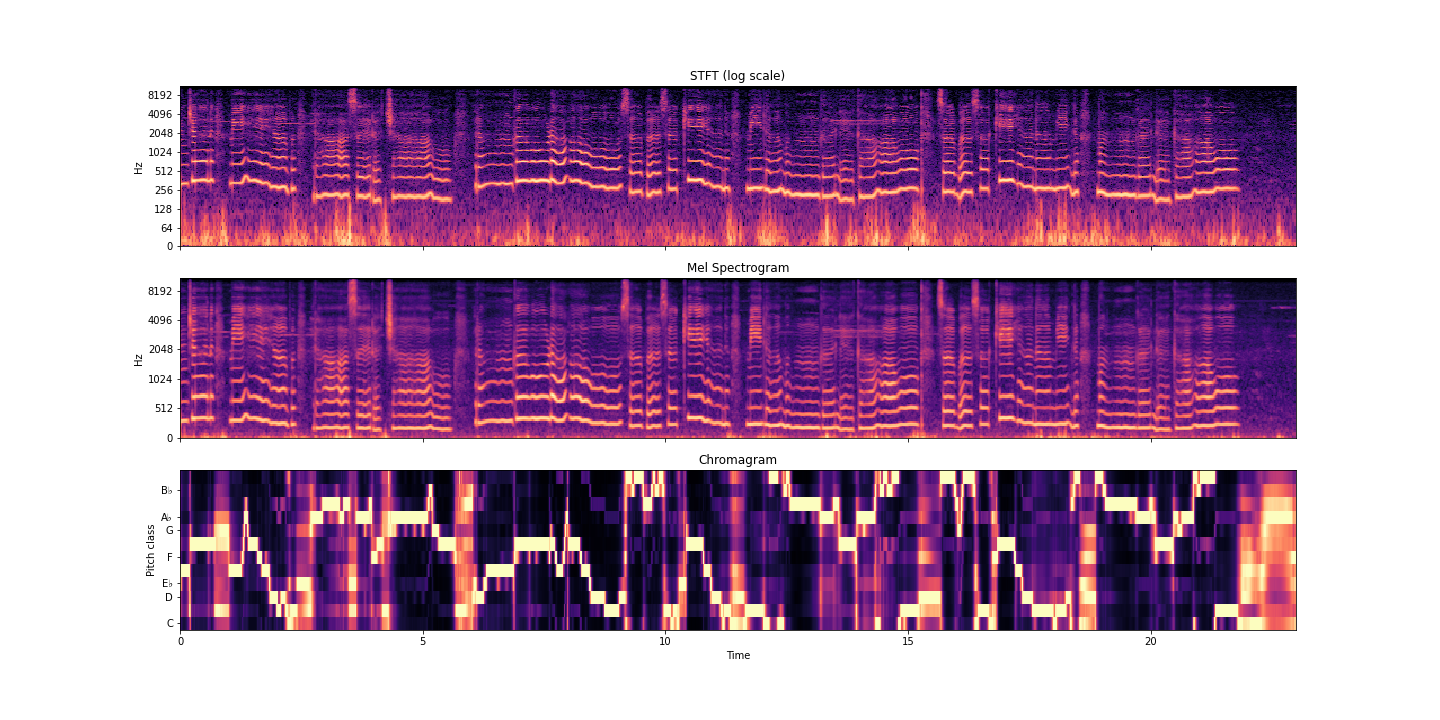 STFT (log scale)
8192
4096
2048
1024
512
256
128
64
0
Hz
Mel Spectrogram
8192
4096
2048
1024
512
0
Hz
Chromagram
B♭
A♭
G
F
E♭
D
C
Pitch class
0 5 10 15 20
Time